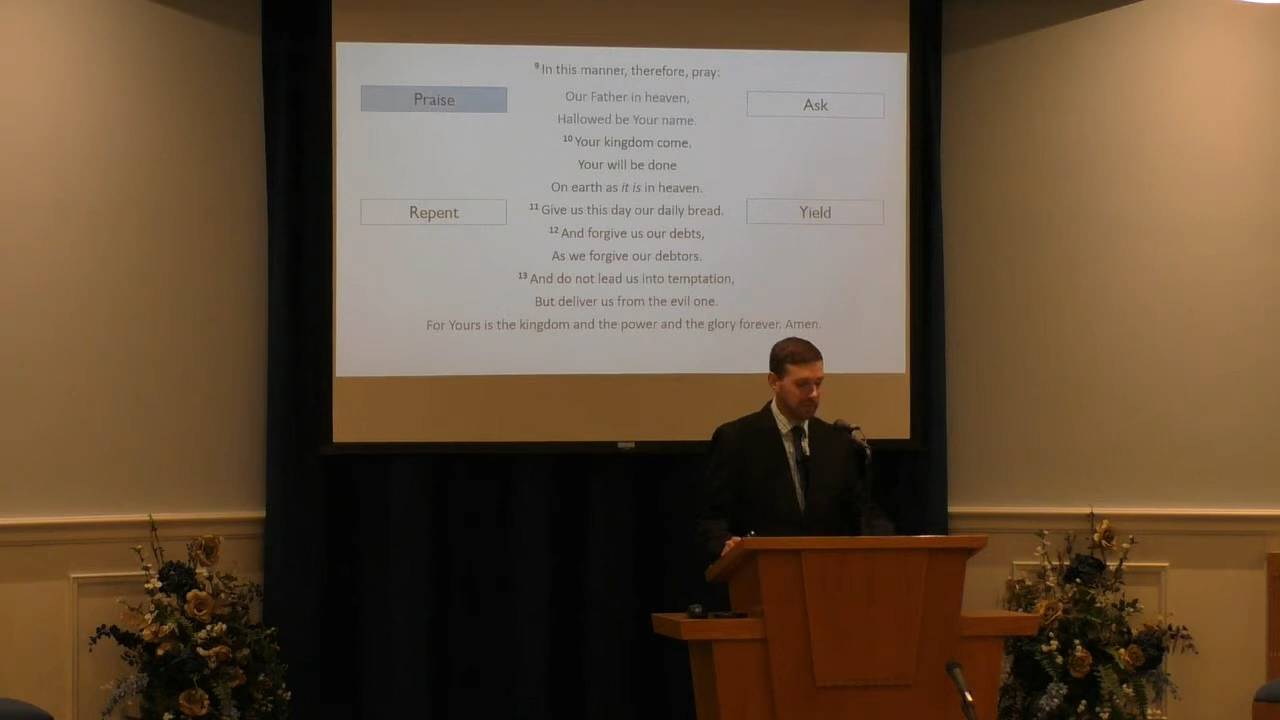 ⁹ In this manner, therefore, pray:
Praise
Our Father in heaven,
Ask
Hallowed be Your name.
¹⁰ Your kingdom come.
Your will be done
On earth as it is in heaven.
Repent
¹¹ Give us this day our daily bread.
Yield
¹² And forgive us our debts,
As we forgive our debtors.
¹³ And do not lead us into temptation,
But deliver us from the evil one.
For Yours is the kingdom and the power and the glory forever. Amen.